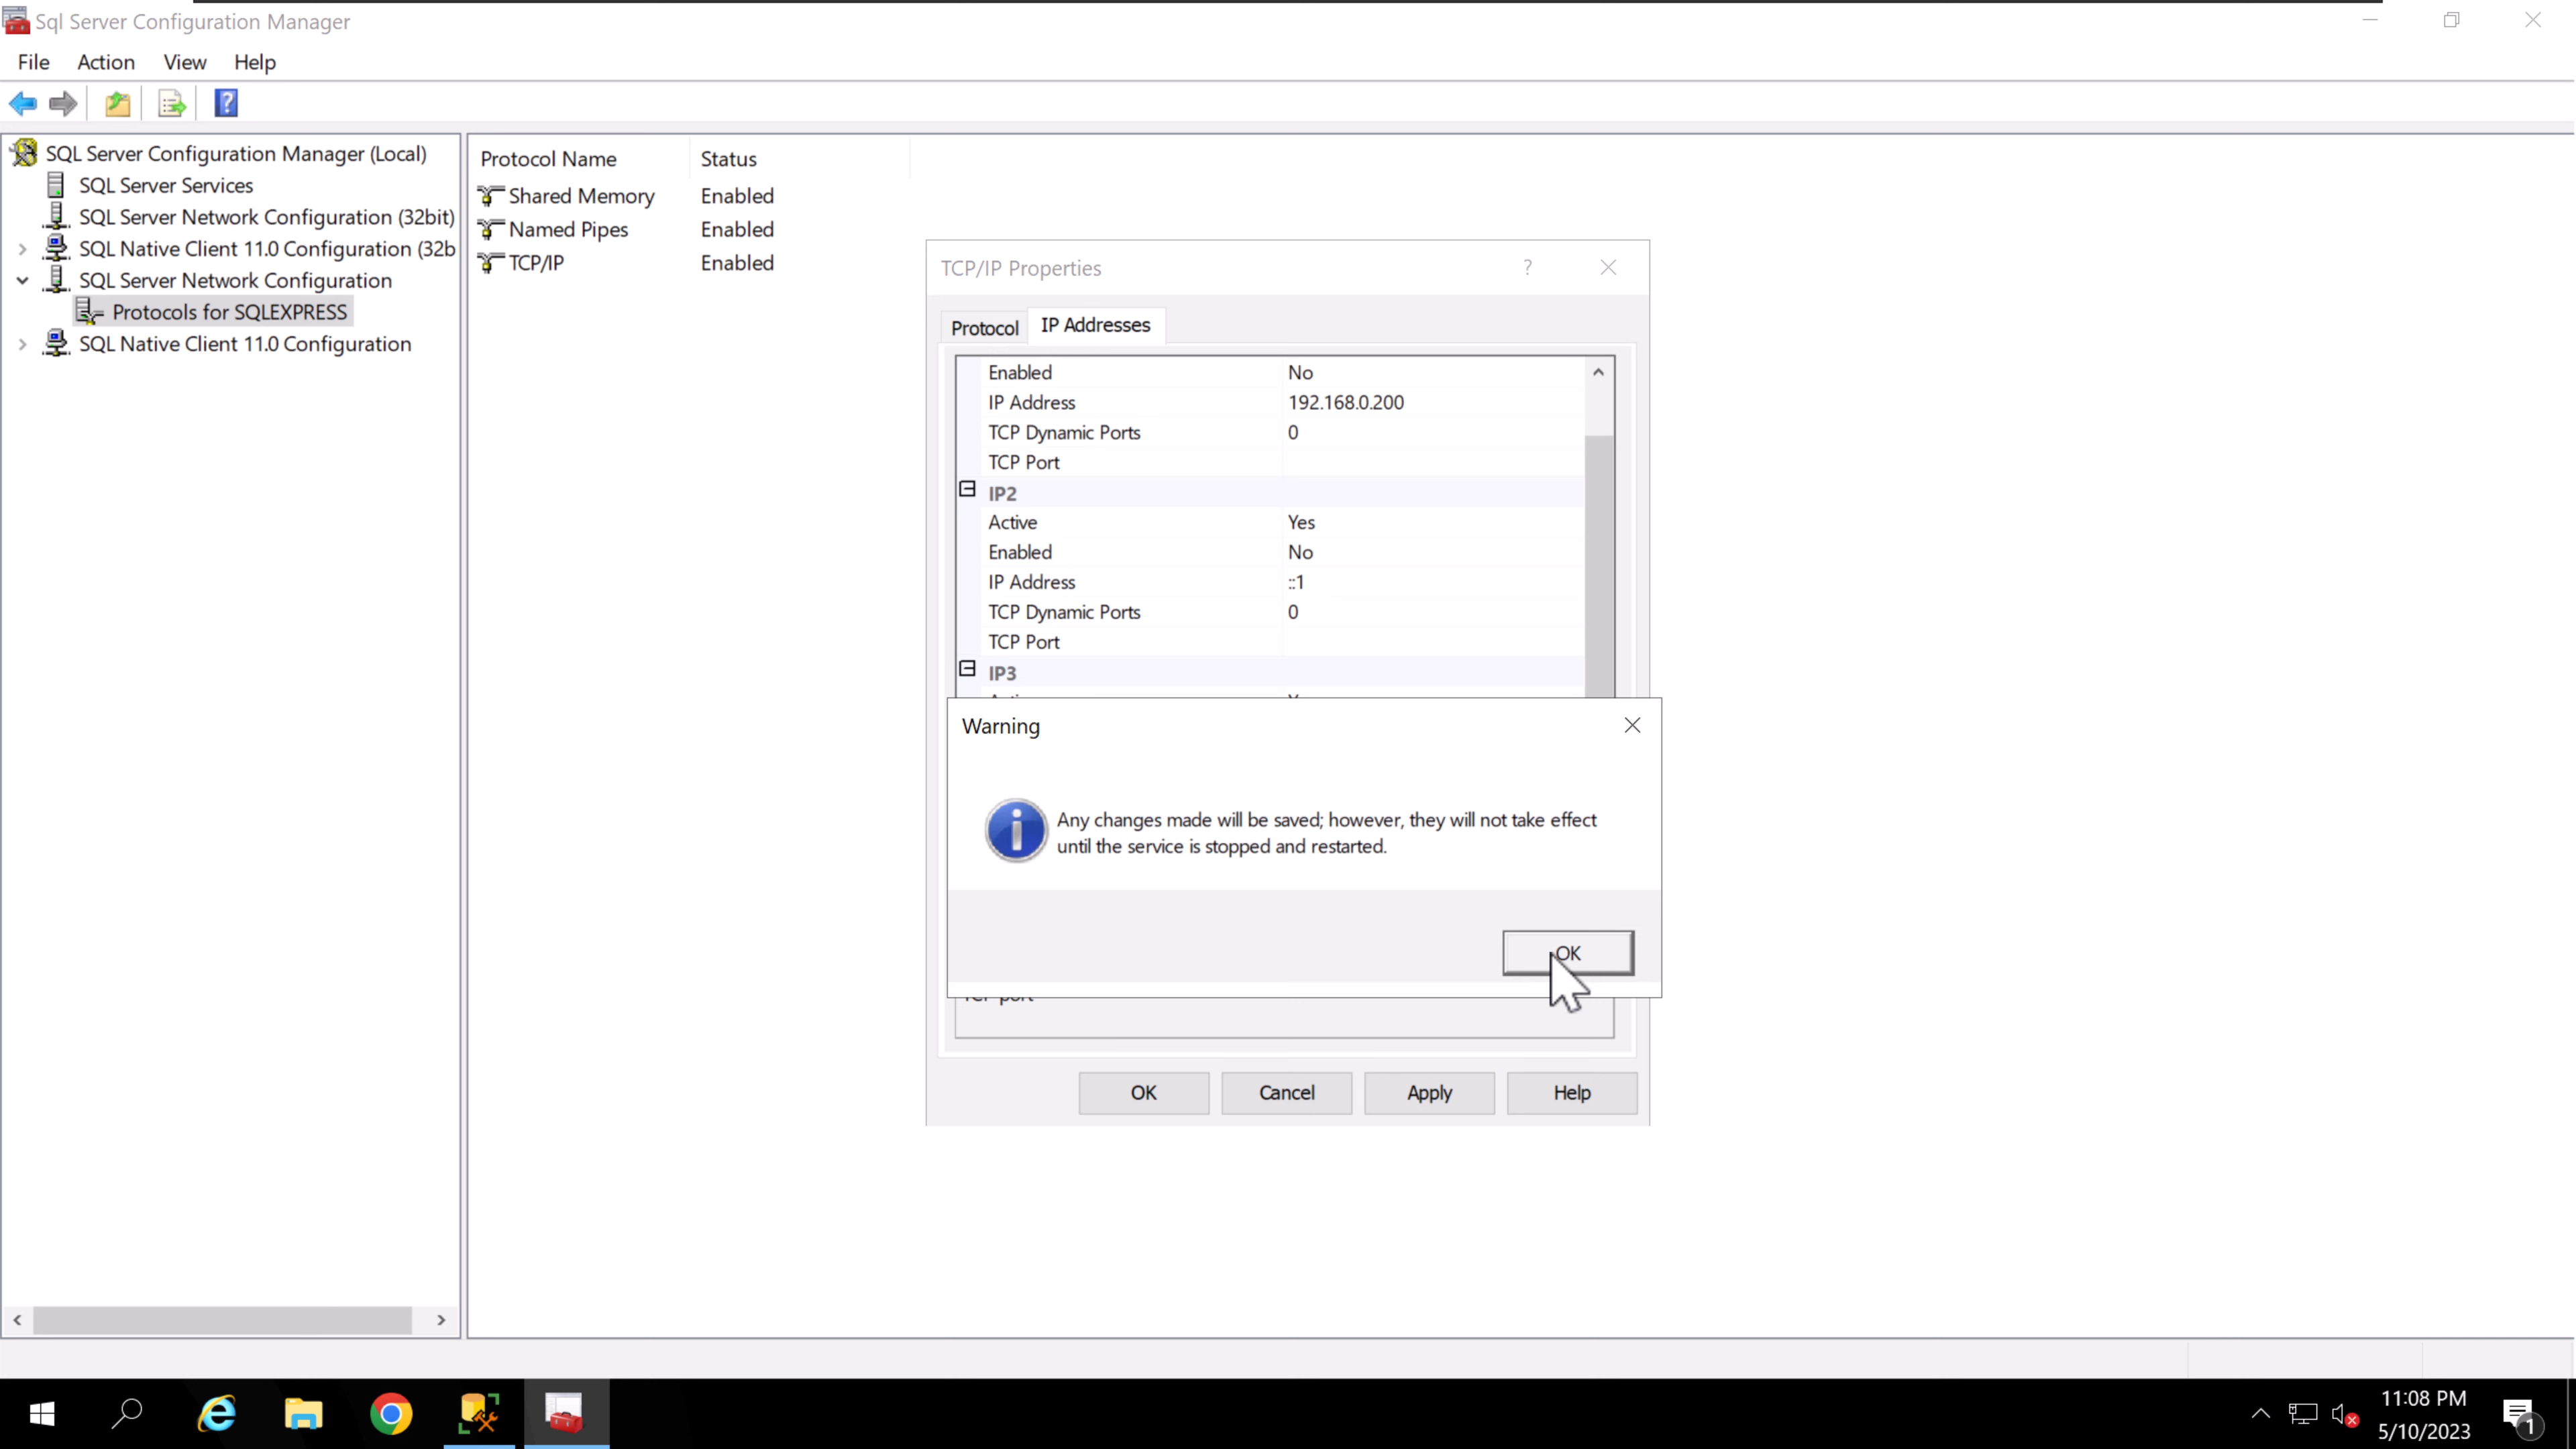 Sql Server Configuration Manager
File Action View Help
SQL Server Configuration Manager (Local)
SQL Server Services
SQL Server Network Configuration (32bit)
SQL Native Client 11.0 Configuration (32b
SQL Server Network Configuration
Protocols for SQLEXPRESS
SQL Native Client 11.0 Configuration
Protocol Name Status
Shared Memory Enabled
Named Pipes Enabled
TCP/IP Enabled
TCP/IP Properties
Protocol IP Addresses
Enabled No
IP Address 192.168.0.200
TCP Dynamic Ports 0
TCP Port
IP2
Active Yes
Enabled No
IP Address ::1
TCP Dynamic Ports 0
TCP Port
IP3
Warning
Any changes made will be saved; however, they will not take effect
until the service is stopped and restarted.
OK
OK Cancel Apply Help
11:08 PM
5/10/2023
1